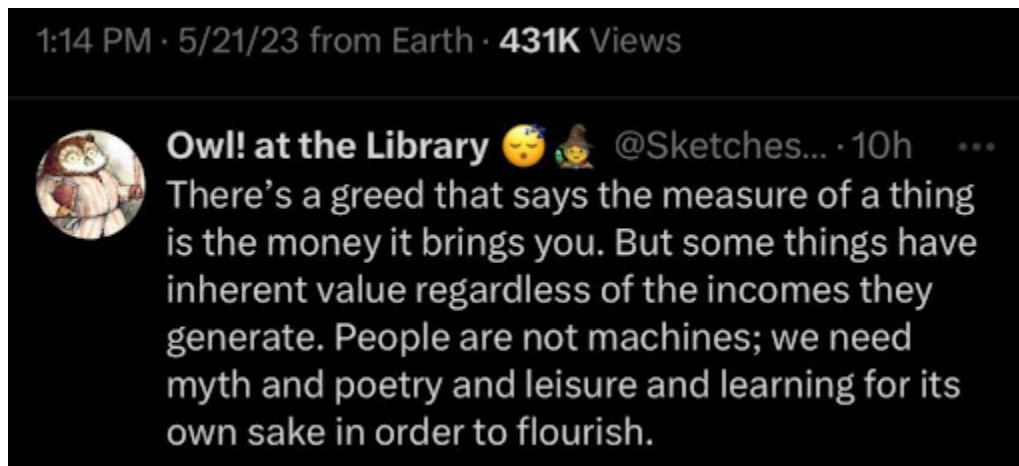 1:14 PM · 5/21/23 from Earth · 431K Views
Owl! at the Library 😴🧙‍♀️ @Sketches... · 10h ...
There’s a greed that says the measure of a thing
is the money it brings you. But some things have
inherent value regardless of the incomes they
generate. People are not machines; we need
myth and poetry and leisure and learning for its
own sake in order to flourish.